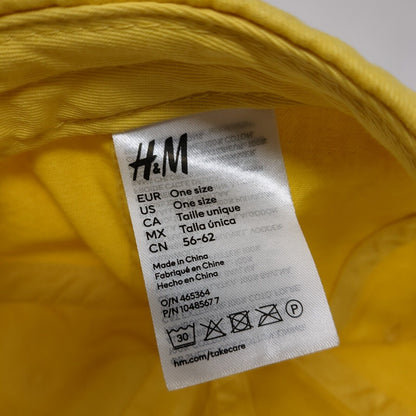 H&M
EUR One size
US One size
CA Taille unique
MX Talla única
CN 56-62
Made in China
Fabriqué en Chine
Hecho en China
O/N 465364
P/N 1048567 7
30
P
hm.com/takecare